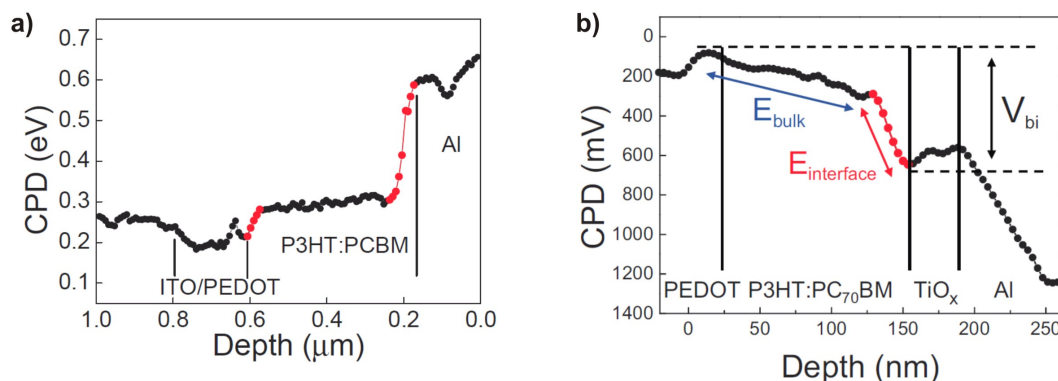 a)
CPD (eV)
0.7
0.6
0.5
0.4
0.3
0.2
0.1
Al
P3HT:PCBM
ITO/PEDOT
1.0
0.8
0.6
0.4
0.2
0.0
Depth (μm)
b)
CPD (mV)
0
200
400
600
800
1000
1200
1400
E_bulk
E_interface
V_bi
PEDOT
P3HT:PC₇₀BM
TiOₓ
Al
0
50
100
150
200
250
Depth (nm)